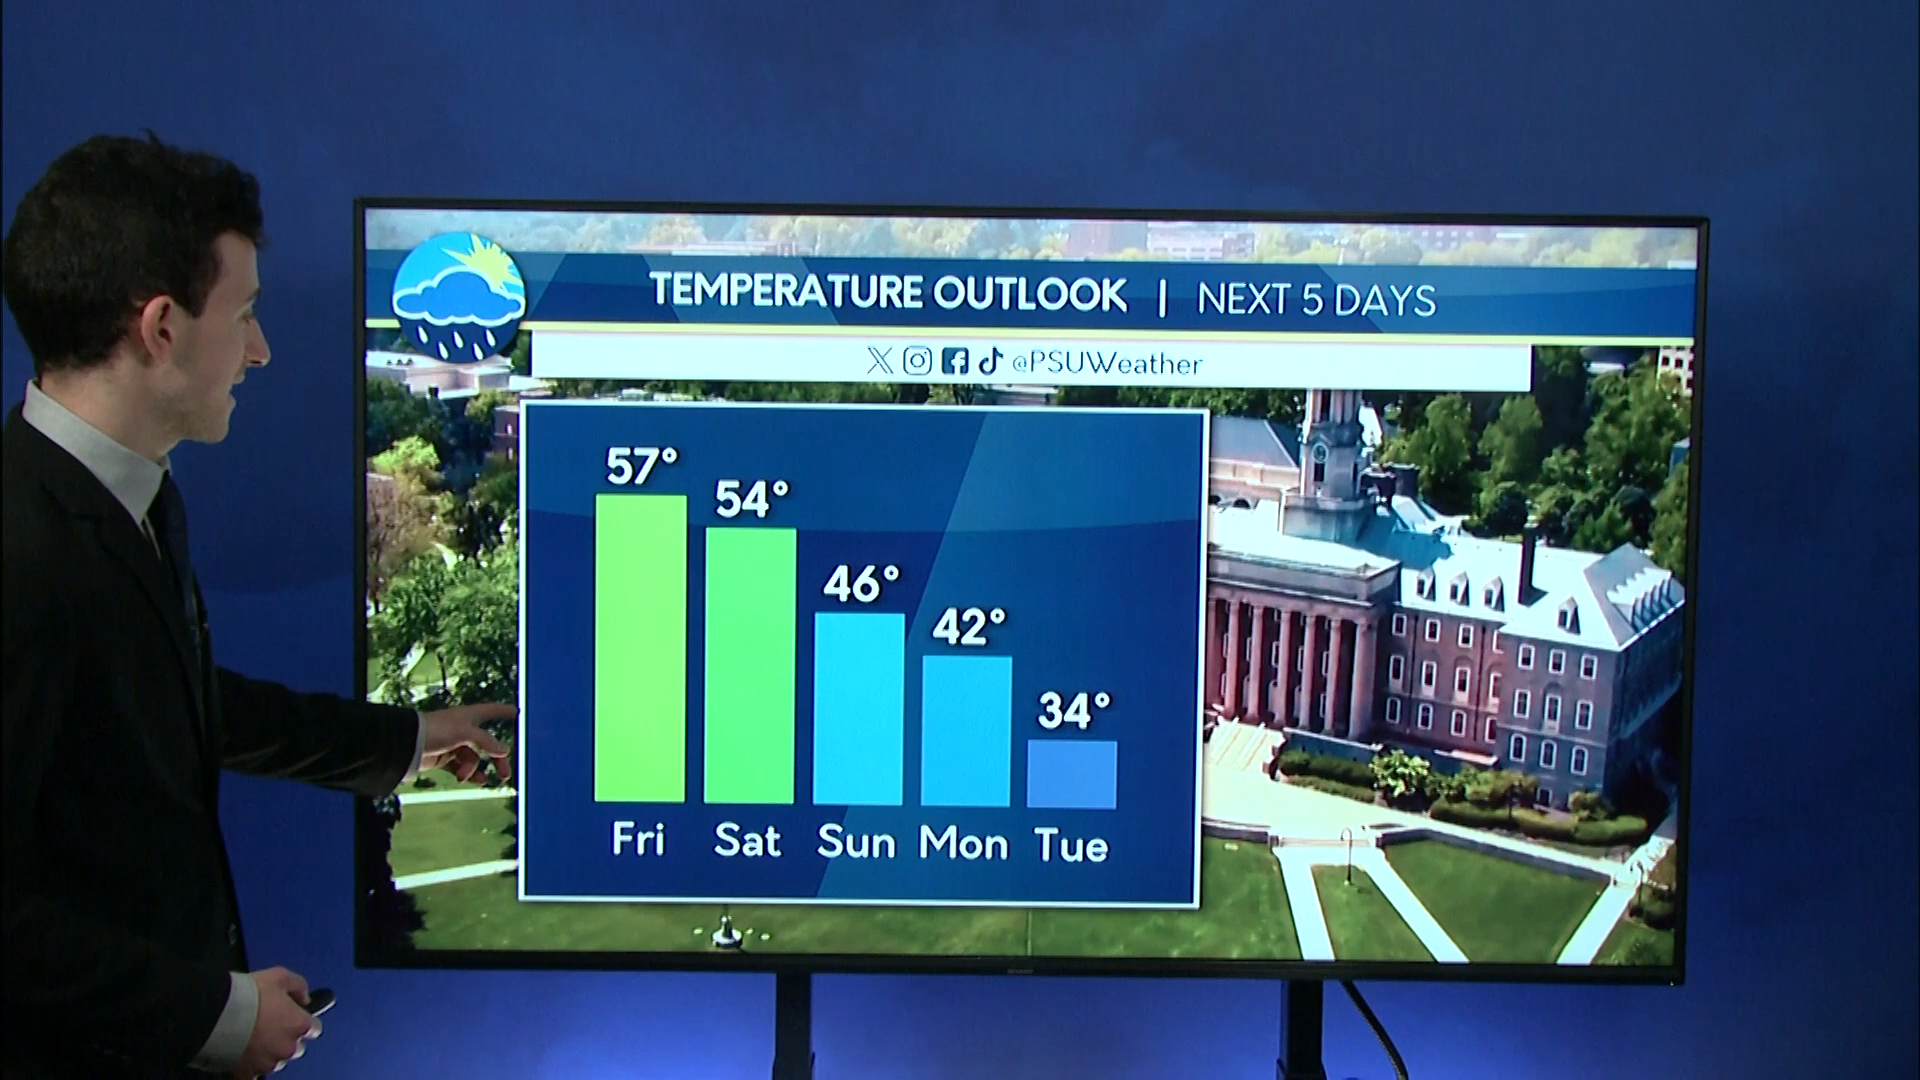 TEMPERATURE OUTLOOK | NEXT 5 DAYS
@PSUWeather
57° 54° 46° 42° 34°
Fri Sat Sun Mon Tue